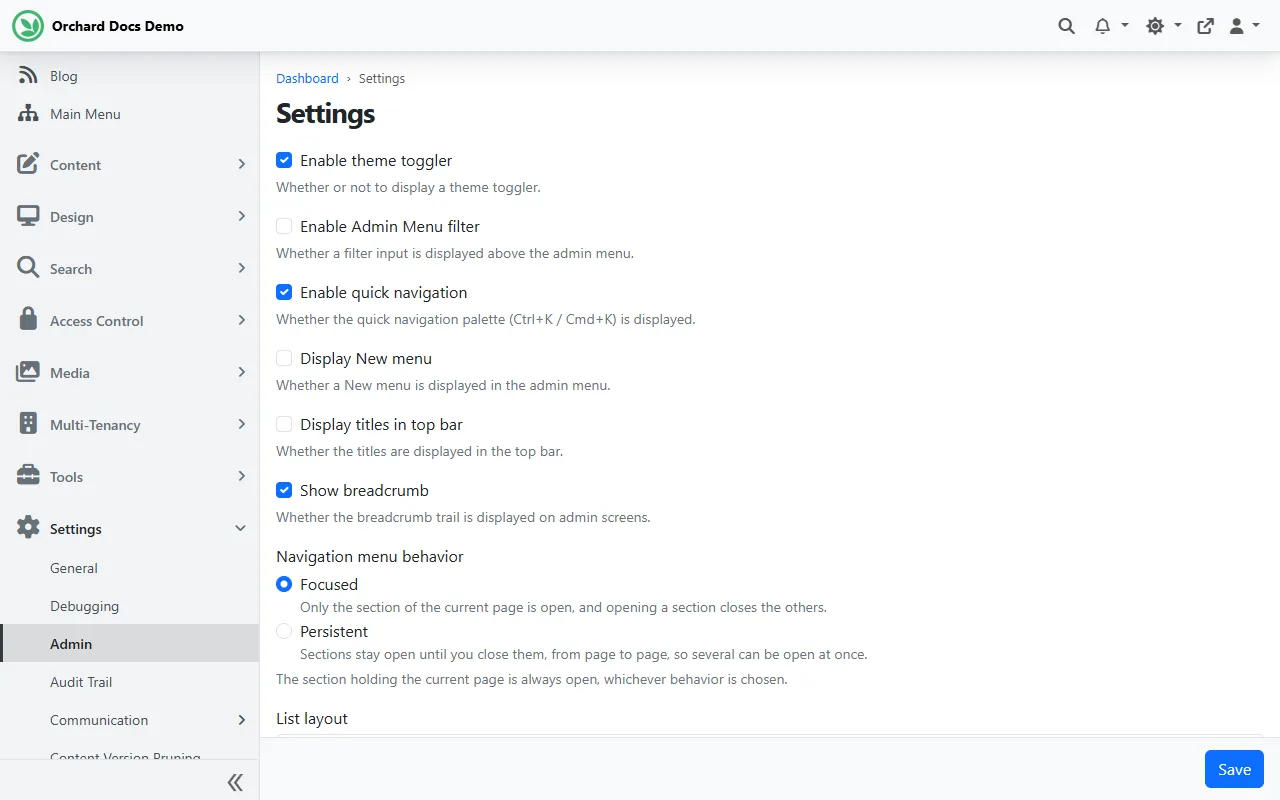 Orchard Docs Demo
Blog
Main Menu
Content
Design
Search
Access Control
Media
Multi-Tenancy
Tools
Settings
General
Debugging
Admin
Audit Trail
Communication
Content Version Pruning
Dashboard › Settings
Settings
Enable theme toggler
Whether or not to display a theme toggler.
Enable Admin Menu filter
Whether a filter input is displayed above the admin menu.
Enable quick navigation
Whether the quick navigation palette (Ctrl+K / Cmd+K) is displayed.
Display New menu
Whether a New menu is displayed in the admin menu.
Display titles in top bar
Whether the titles are displayed in the top bar.
Show breadcrumb
Whether the breadcrumb trail is displayed on admin screens.
Navigation menu behavior
Focused
Only the section of the current page is open, and opening a section closes the others.
Persistent
Sections stay open until you close them, from page to page, so several can be open at once.
The section holding the current page is always open, whichever behavior is chosen.
List layout
Save